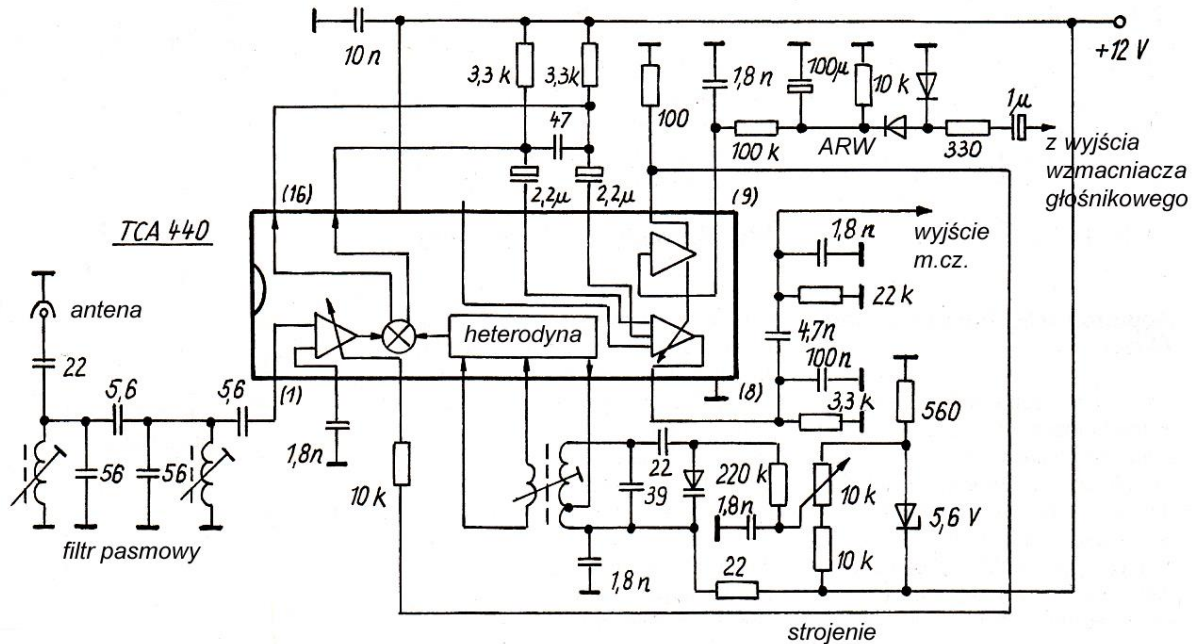 +12 V
10 n
3,3 k
3,3k
100
1,8 n
100µ
10 k
1µ
47
100 k
ARW
330
z wyjścia
wzmacniacza
głośnikowego
2,2µ
2,2µ
(16)
(9)
TCA 440
wyjście
m.cz.
1,8 n
22 k
4,7n
100n
3,3 k
antena
heterodyna
22
5,6
5,6
(1)
(8)
560
56
56
1,8n
10 k
22
39
220 k
1,8n
10 k
5,6 V
10 k
filtr pasmowy
1,8 n
22
strojenie